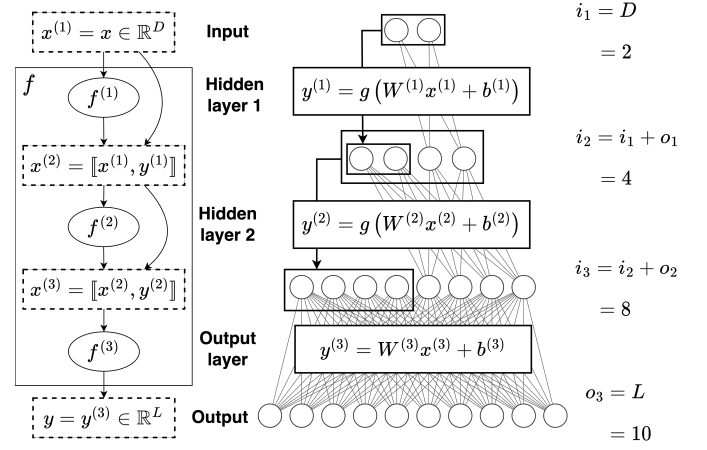 x^{(1)} = x ∈ ℝ^D
Input
i_1 = D
= 2
f
f^{(1)}
Hidden
layer 1
y^{(1)} = g (W^{(1)} x^{(1)} + b^{(1)})
x^{(2)} = ⟦x^{(1)}, y^{(1)}⟧
i_2 = i_1 + o_1
= 4
f^{(2)}
Hidden
layer 2
y^{(2)} = g (W^{(2)} x^{(2)} + b^{(2)})
x^{(3)} = ⟦x^{(2)}, y^{(2)}⟧
i_3 = i_2 + o_2
= 8
f^{(3)}
Output
layer
y^{(3)} = W^{(3)} x^{(3)} + b^{(3)}
y = y^{(3)} ∈ ℝ^L
Output
o_3 = L
= 10